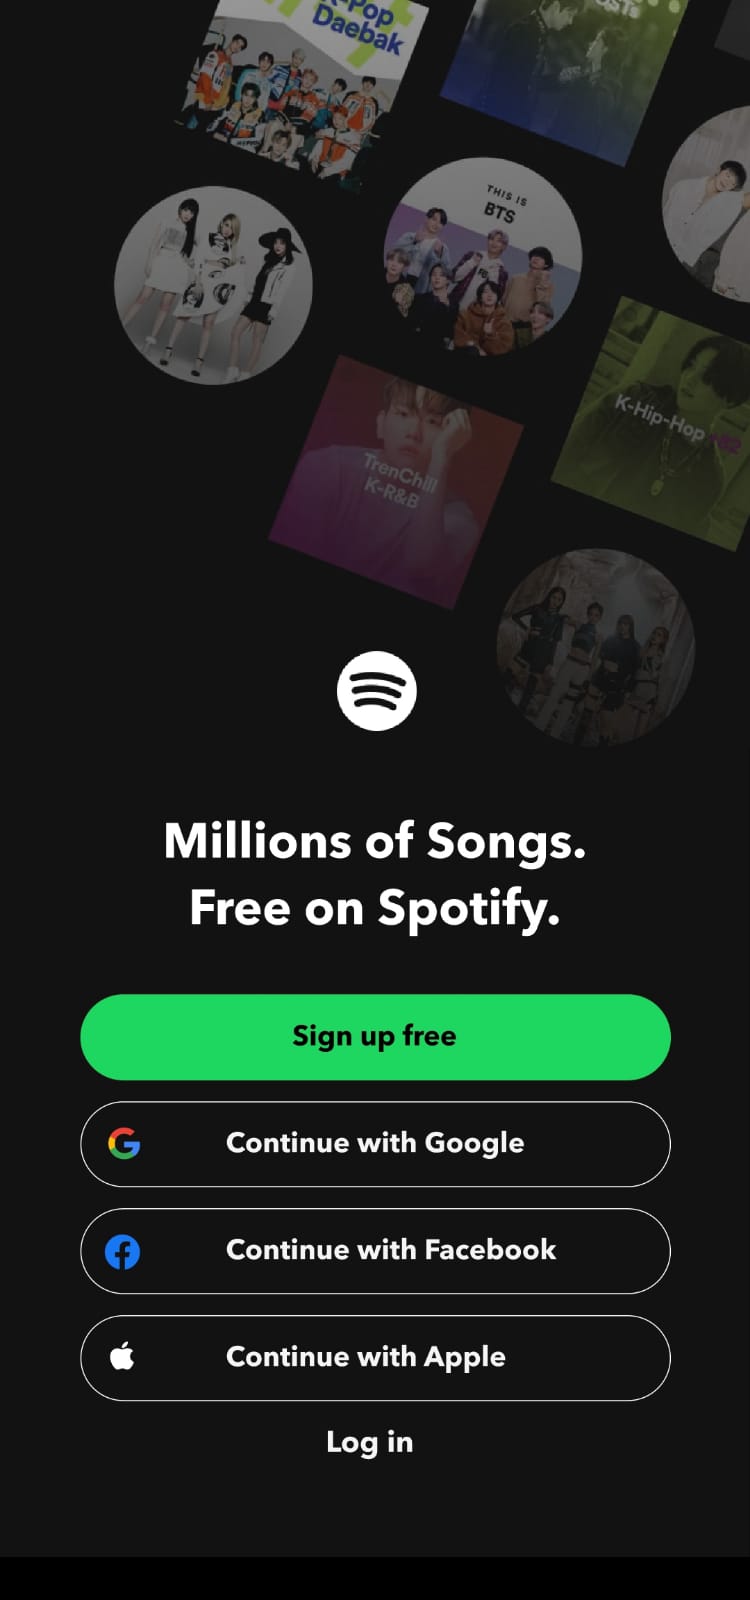 K-Pop
Daebak
OSTs
THIS IS
BTS
K-Hip-Hop
TrenChill
K-R&B
Millions of Songs.
Free on Spotify.
Sign up free
Continue with Google
Continue with Facebook
Continue with Apple
Log in